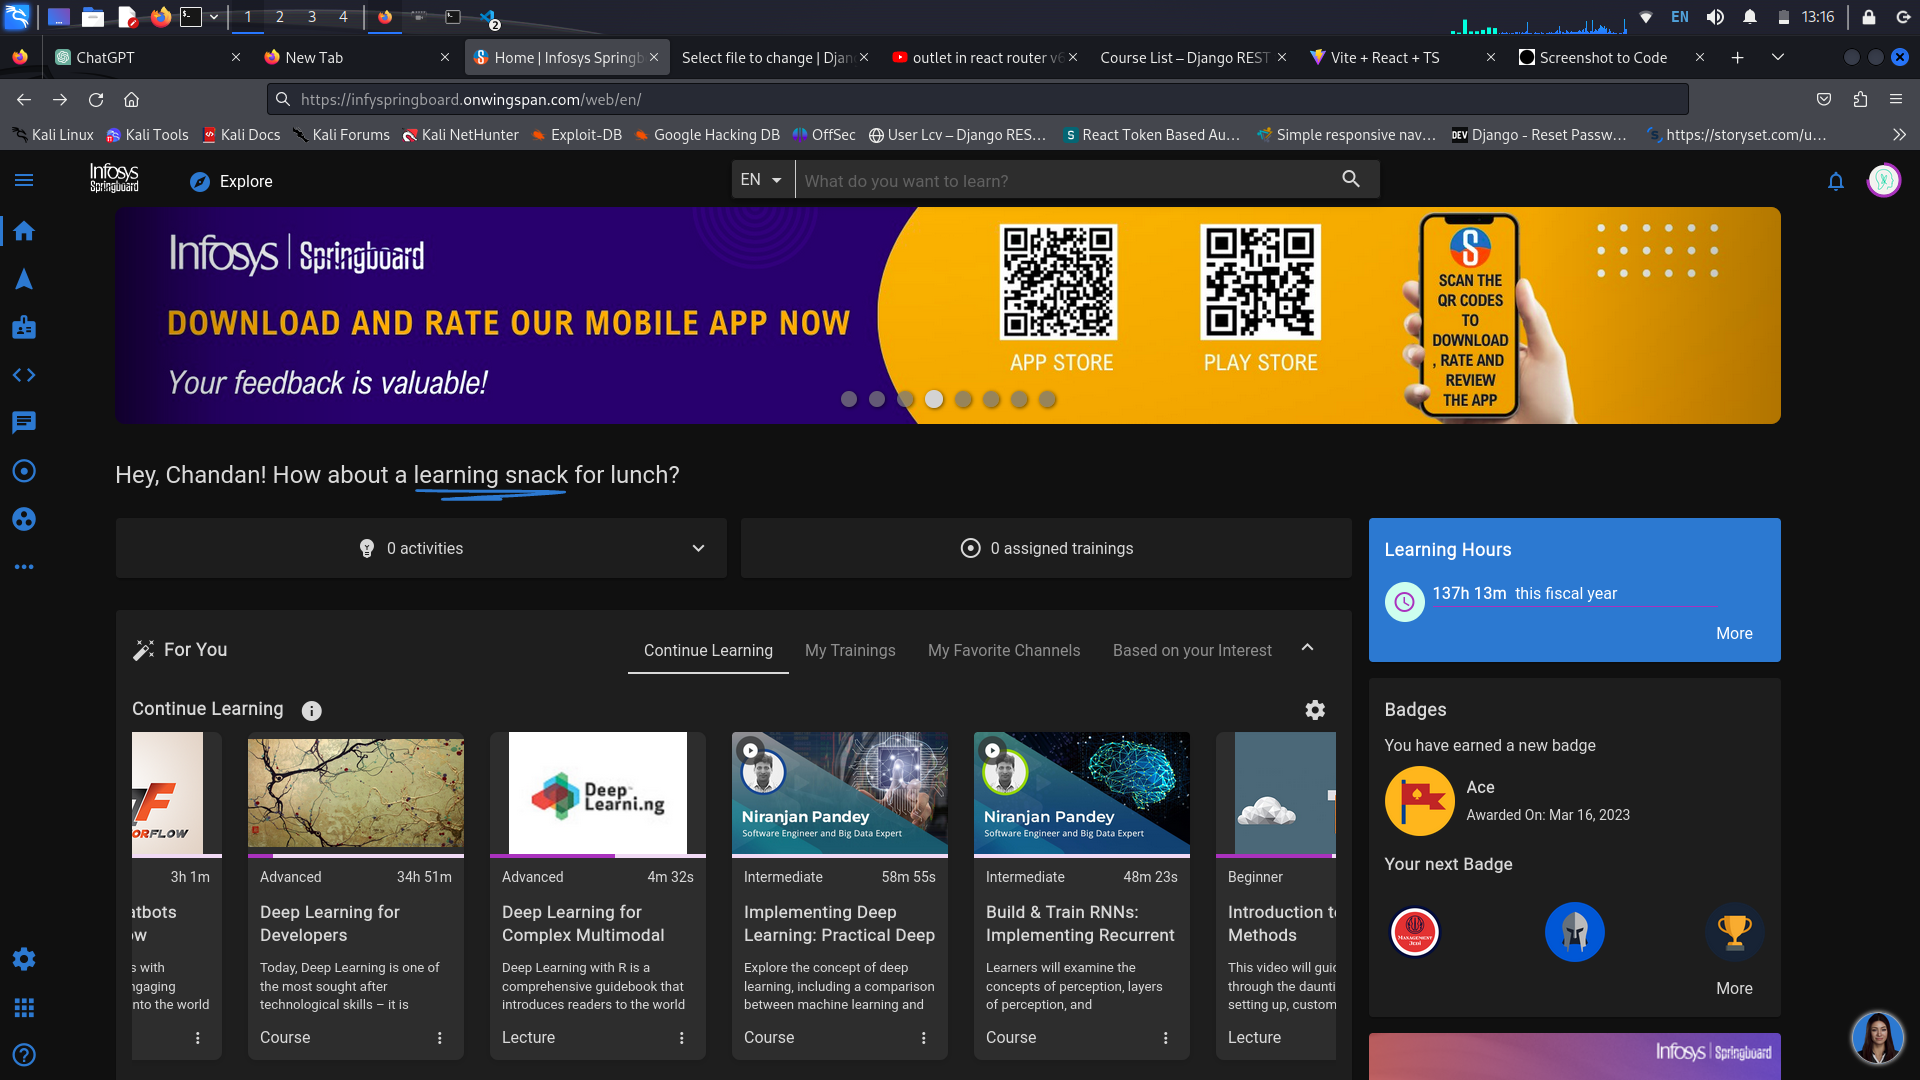 1 2 3 4
2
EN
13:16
ChatGPT
New Tab
Home | Infosys Springb
Select file to change | Djan
outlet in react router v6
Course List – Django REST
Vite + React + TS
Screenshot to Code
https://infyspringboard.onwingspan.com/web/en/
Kali Linux
Kali Tools
Kali Docs
Kali Forums
Kali NetHunter
Exploit-DB
Google Hacking DB
OffSec
User Lcv – Django RES…
React Token Based Au…
Simple responsive nav…
DEV
Django - Reset Passw…
https://storyset.com/u…
Infosys
Springboard
Explore
EN
What do you want to learn?
Infosys | Springboard
DOWNLOAD AND RATE OUR MOBILE APP NOW
Your feedback is valuable!
APP STORE
PLAY STORE
SCAN THE
QR CODES
TO
DOWNLOAD
, RATE AND
REVIEW
THE APP
Hey, Chandan! How about a learning snack for lunch?
0 activities
0 assigned trainings
Learning Hours
137h 13m this fiscal year
More
For You
Continue Learning
My Trainings
My Favorite Channels
Based on your Interest
Continue Learning
ORFLOW
3h 1m
atbots
ow
s with
ngaging
nto the world
Advanced
34h 51m
Deep Learning for
Developers
Today, Deep Learning is one of
the most sought after
technological skills – it is
Course
Deep
Learni.ng
Advanced
4m 32s
Deep Learning for
Complex Multimodal
Deep Learning with R is a
comprehensive guidebook that
introduces readers to the world
Lecture
Niranjan Pandey
Software Engineer and Big Data Expert
Intermediate
58m 55s
Implementing Deep
Learning: Practical Deep
Explore the concept of deep
learning, including a comparison
between machine learning and
Course
Niranjan Pandey
Software Engineer and Big Data Expert
Intermediate
48m 23s
Build & Train RNNs:
Implementing Recurrent
Learners will examine the
concepts of perception, layers
of perception, and
Course
Beginner
Introduction t
Methods
This video will guid
through the daunti
setting up, custom
Lecture
Badges
You have earned a new badge
Ace
Awarded On: Mar 16, 2023
Your next Badge
MANAGEMENT
More
Infosys | Springboard